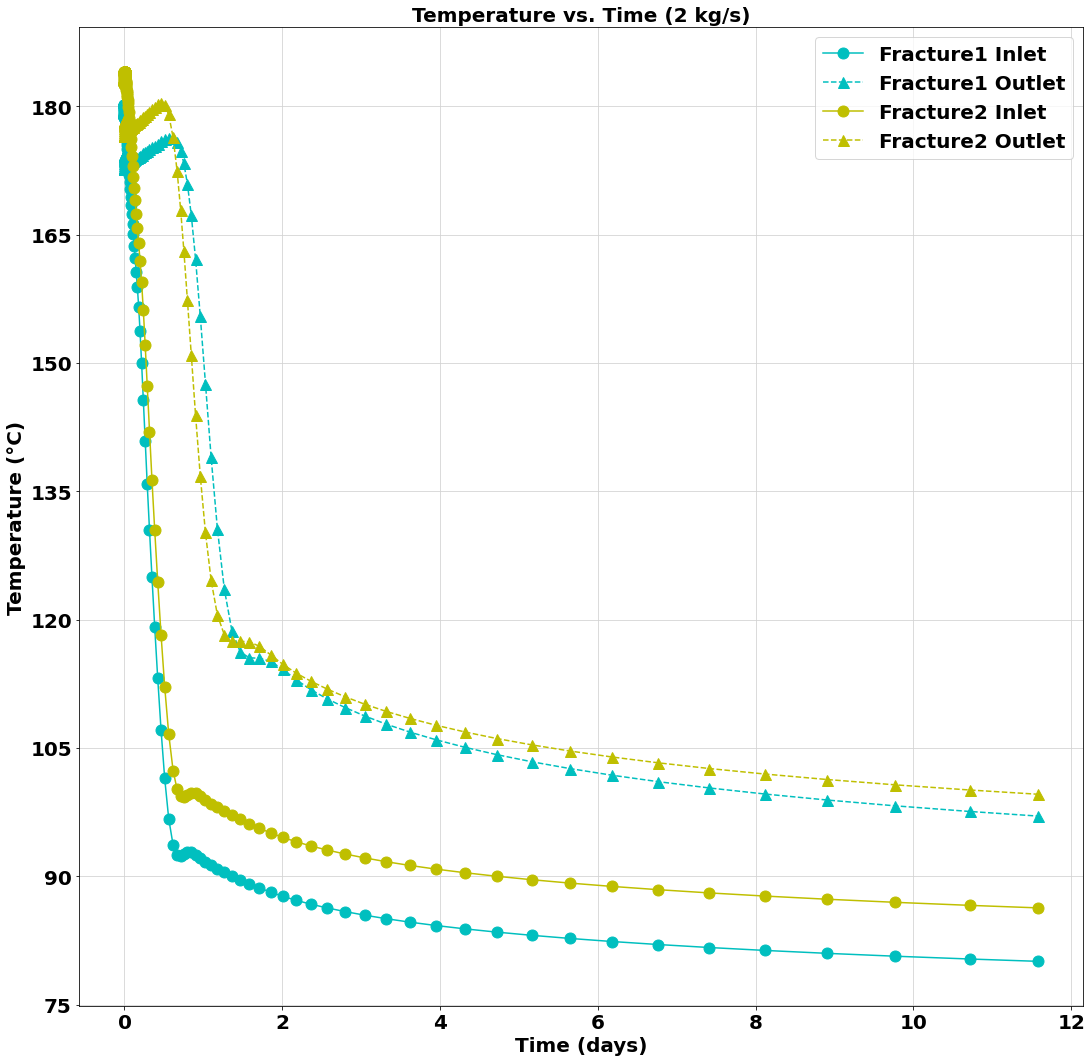 Temperature vs. Time (2 kg/s)
Fracture1 Inlet
Fracture1 Outlet
Fracture2 Inlet
Fracture2 Outlet
Temperature (°C)
180
165
150
135
120
105
90
75
0 2 4 6 8 10 12
Time (days)